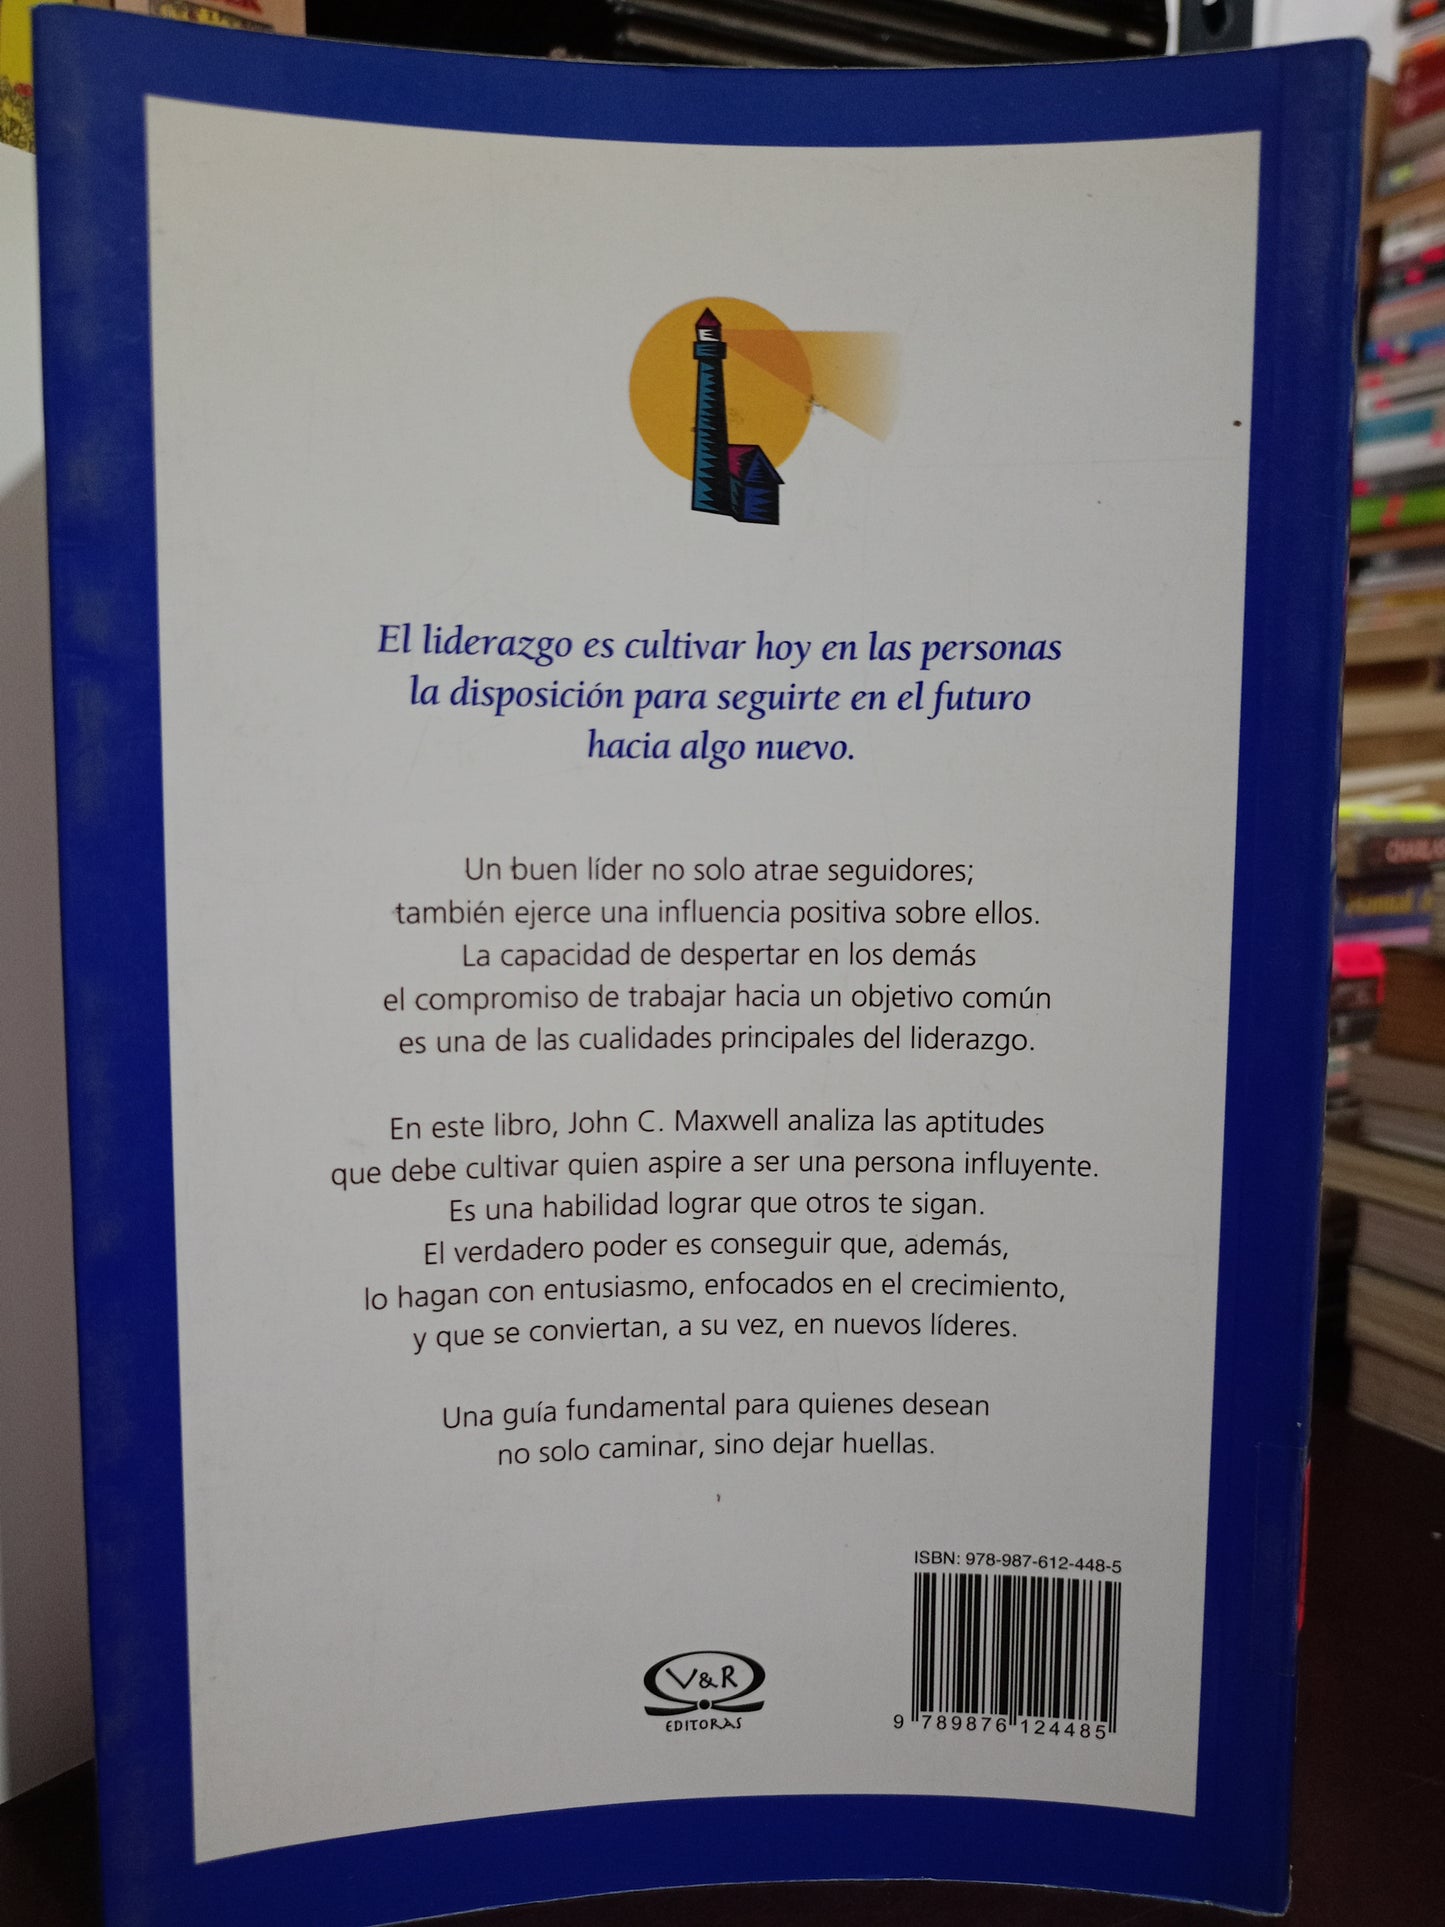 El liderazgo es cultivar hoy en las personas
la disposición para seguirte en el futuro
hacia algo nuevo.
Un buen líder no solo atrae seguidores;
también ejerce una influencia positiva sobre ellos.
La capacidad de despertar en los demás
el compromiso de trabajar hacia un objetivo común
es una de las cualidades principales del liderazgo.
En este libro, John C. Maxwell analiza las aptitudes
que debe cultivar quien aspire a ser una persona influyente.
Es una habilidad lograr que otros te sigan.
El verdadero poder es conseguir que, además,
lo hagan con entusiasmo, enfocados en el crecimiento,
y que se conviertan, a su vez, en nuevos líderes.
Una guía fundamental para quienes desean
no solo caminar, sino dejar huellas.
ISBN: 978-987-612-448-5
9 789876 124485
V&R
EDITORAS